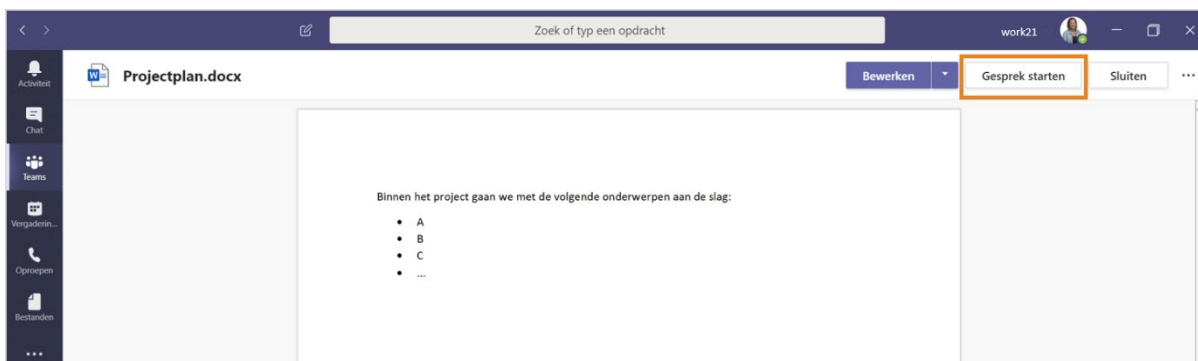 Zoek of typ een opdracht
work21
Activiteit
Chat
Teams
Vergaderin...
Oproepen
Bestanden
Projectplan.docx
Bewerken
Gesprek starten
Sluiten
Binnen het project gaan we met de volgende onderwerpen aan de slag:
• A
• B
• C
• ...